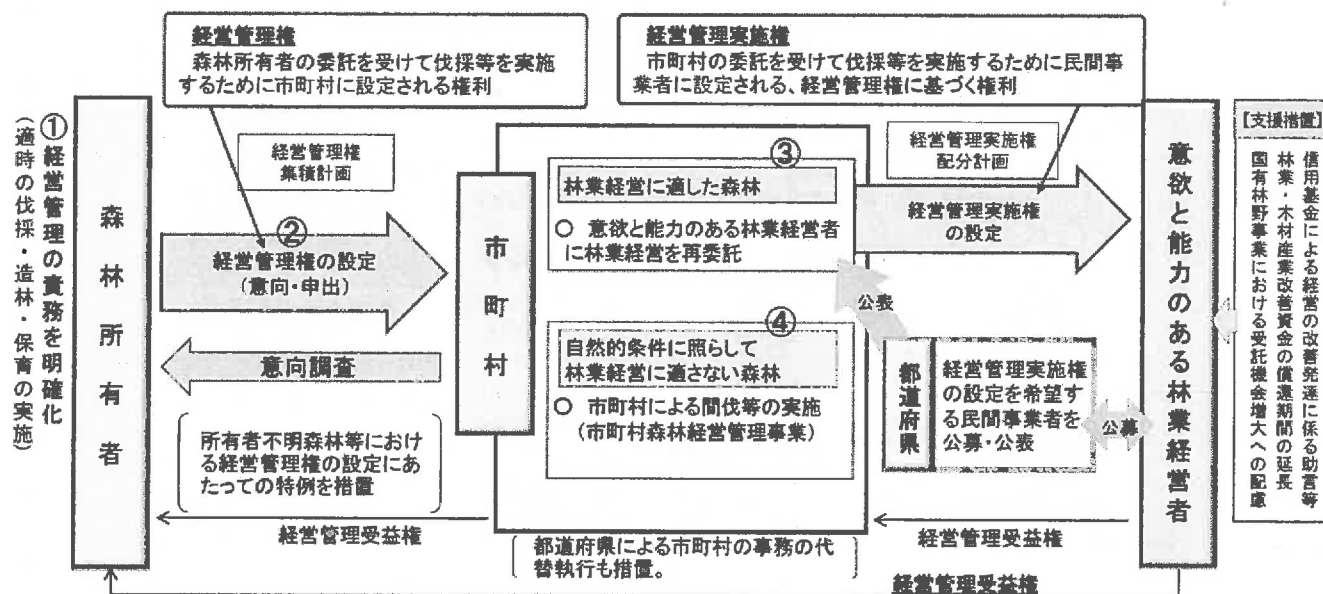 経営管理権
森林所有者の委託を受けて伐採等を実施
するために市町村に設定される権利
経営管理実施権
市町村の委託を受けて伐採等を実施するために民間事
業者に設定される、経営管理権に基づく権利
①経営管理の責務を明確化
(適時の伐採・造林・保育の実施)
森林所有者
経営管理権
集積計画
②
経営管理権の設定
(意向・申出)
意向調査
所有者不明森林等におけ
る経営管理権の設定にあ
たっての特例を措置
経営管理受益権
市町村
③
林業経営に適した森林
○ 意欲と能力のある林業経営者
に林業経営を再委託
④
自然的条件に照らして
林業経営に適さない森林
○ 市町村による間伐等の実施
(市町村森林経営管理事業)
都道府県による市町村の事務の代
替執行も措置。
経営管理実施権
配分計画
経営管理実施権
の設定
公表
都道府県
経営管理実施権
の設定を希望す
る民間事業者を
公募・公表
公募
経営管理受益権
経営管理受益権
意欲と能力のある林業経営者
【支援措置】
信用基金による経営の改善発達に係る助言等
林業・木材産業改善資金の償還期間の延長
国有林野事業における受託機会増大への配慮